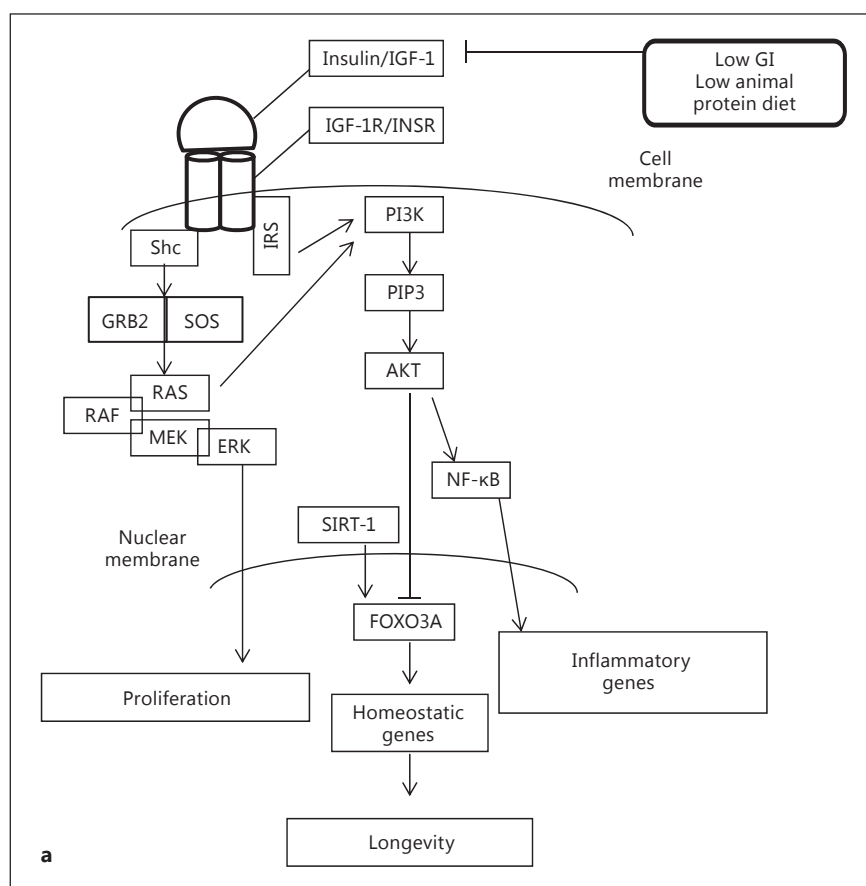 Insulin/IGF-1
Low GI
Low animal
protein diet
IGF-1R/INSR
Cell
membrane
IRS
PI3K
Shc
PIP3
GRB2
SOS
AKT
RAS
RAF
MEK
ERK
NF-κB
SIRT-1
Nuclear
membrane
FOXO3A
Inflammatory
genes
Proliferation
Homeostatic
genes
Longevity
a